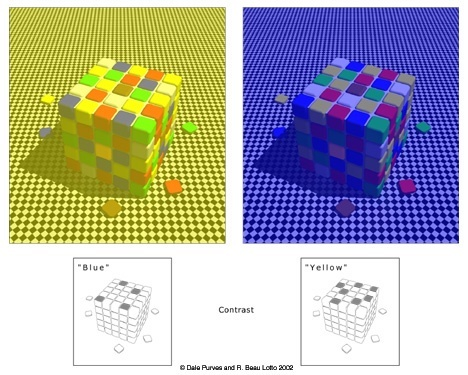 "Blue"
"Yellow"
Contrast
© Dale Purves and R. Beau Lotto 2002